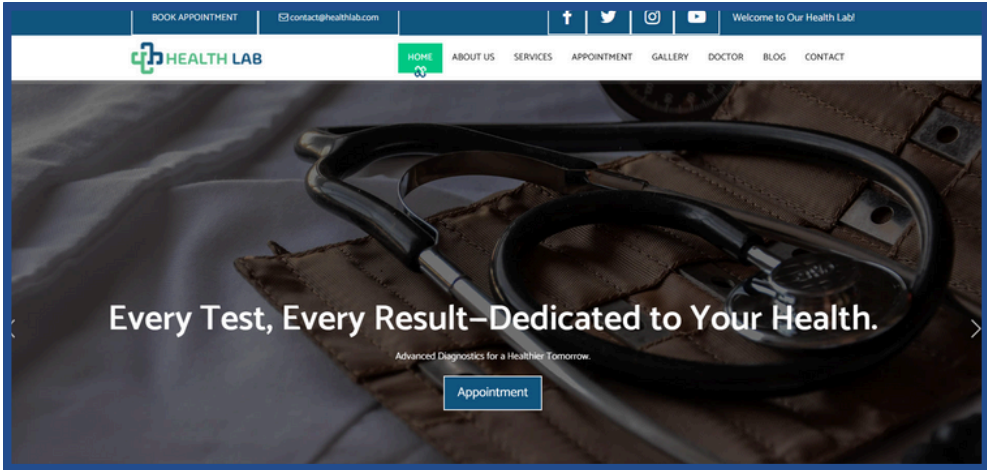 BOOK APPOINTMENT
contact@healthlab.com
Welcome to Our Health Lab!
HEALTH LAB
HOME ABOUT US SERVICES APPOINTMENT GALLERY DOCTOR BLOG CONTACT
Every Test, Every Result–Dedicated to Your Health.
Advanced Diagnostics for a Healthier Tomorrow.
Appointment